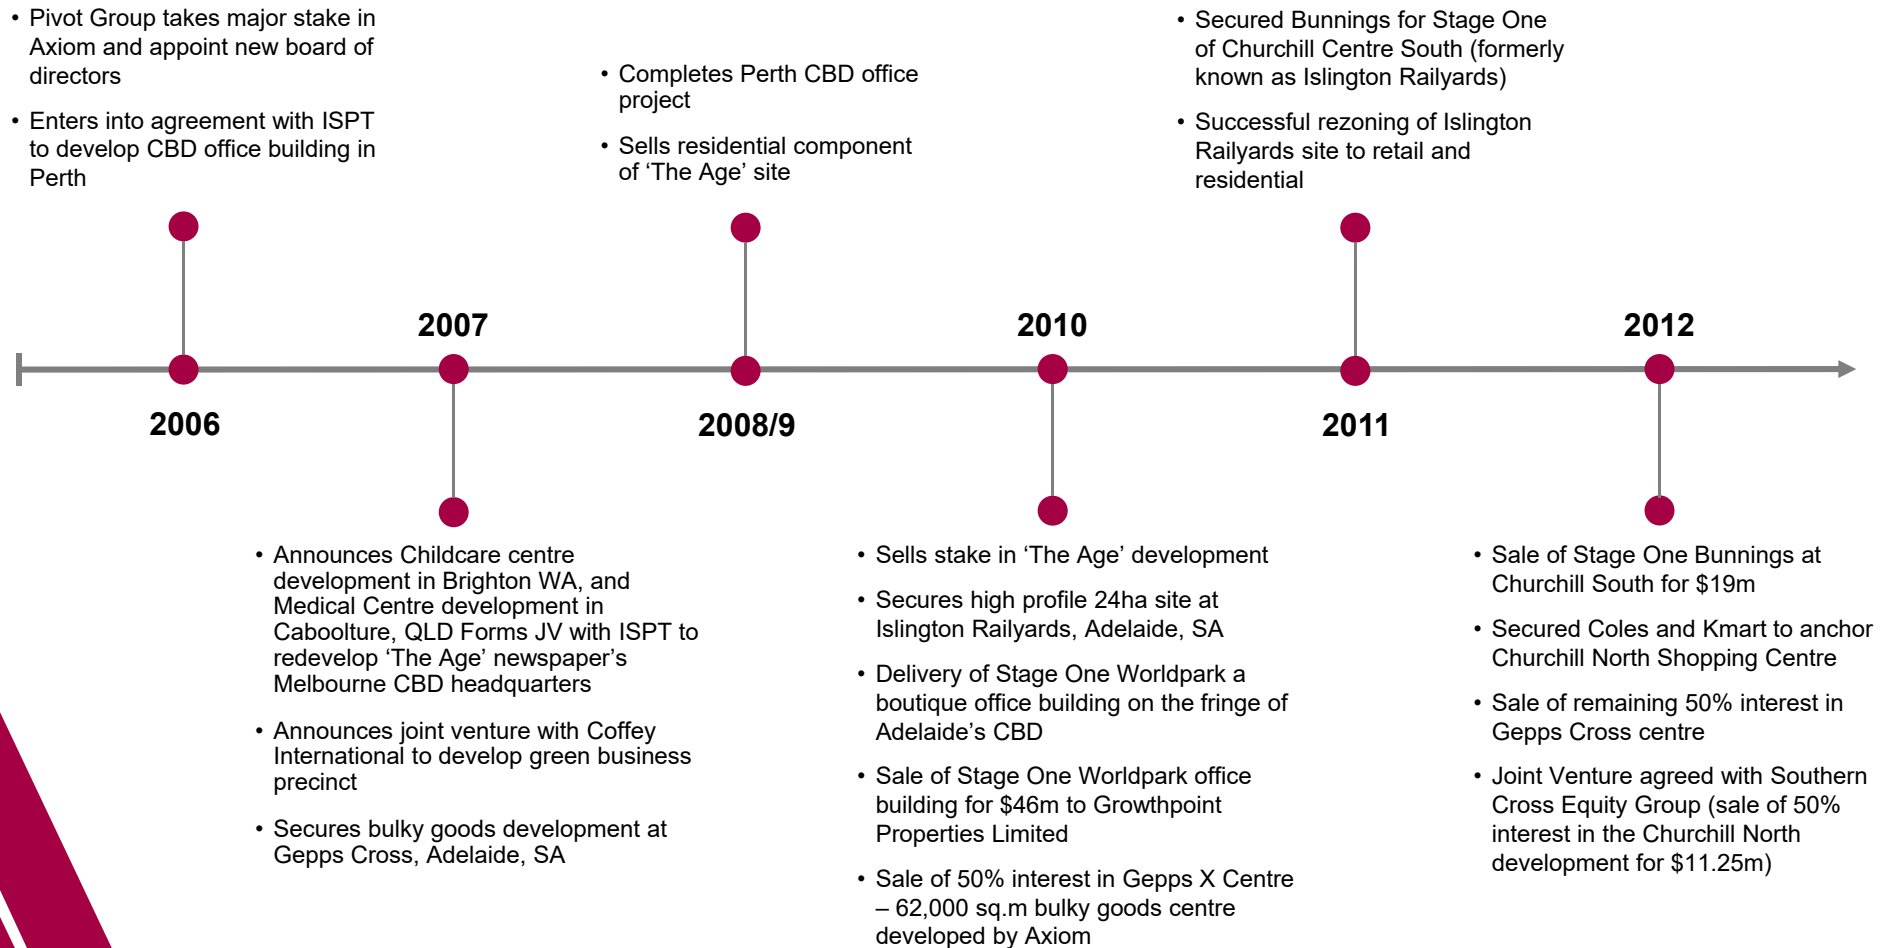 • Pivot Group takes major stake in
Axiom and appoint new board of
directors
• Enters into agreement with ISPT
to develop CBD office building in
Perth
2006
2007
• Announces Childcare centre
development in Brighton WA, and
Medical Centre development in
Caboolture, QLD Forms JV with ISPT to
redevelop ‘The Age’ newspaper’s
Melbourne CBD headquarters
• Announces joint venture with Coffey
International to develop green business
precinct
• Secures bulky goods development at
Gepps Cross, Adelaide, SA
• Completes Perth CBD office
project
• Sells residential component
of ‘The Age’ site
2008/9
2010
• Sells stake in ‘The Age’ development
• Secures high profile 24ha site at
Islington Railyards, Adelaide, SA
• Delivery of Stage One Worldpark a
boutique office building on the fringe of
Adelaide’s CBD
• Sale of Stage One Worldpark office
building for $46m to Growthpoint
Properties Limited
• Sale of 50% interest in Gepps X Centre
– 62,000 sq.m bulky goods centre
developed by Axiom
• Secured Bunnings for Stage One
of Churchill Centre South (formerly
known as Islington Railyards)
• Successful rezoning of Islington
Railyards site to retail and
residential
2011
2012
• Sale of Stage One Bunnings at
Churchill South for $19m
• Secured Coles and Kmart to anchor
Churchill North Shopping Centre
• Sale of remaining 50% interest in
Gepps Cross centre
• Joint Venture agreed with Southern
Cross Equity Group (sale of 50%
interest in the Churchill North
development for $11.25m)